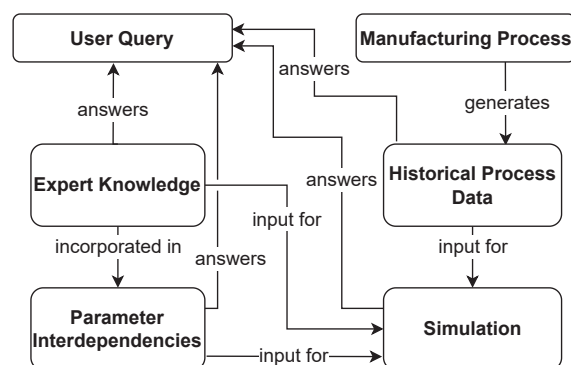 User Query
Manufacturing Process
answers
generates
answers
Expert Knowledge
Historical Process
Data
answers
input for
incorporated in
input for
answers
Parameter
Interdependencies
Simulation
input for